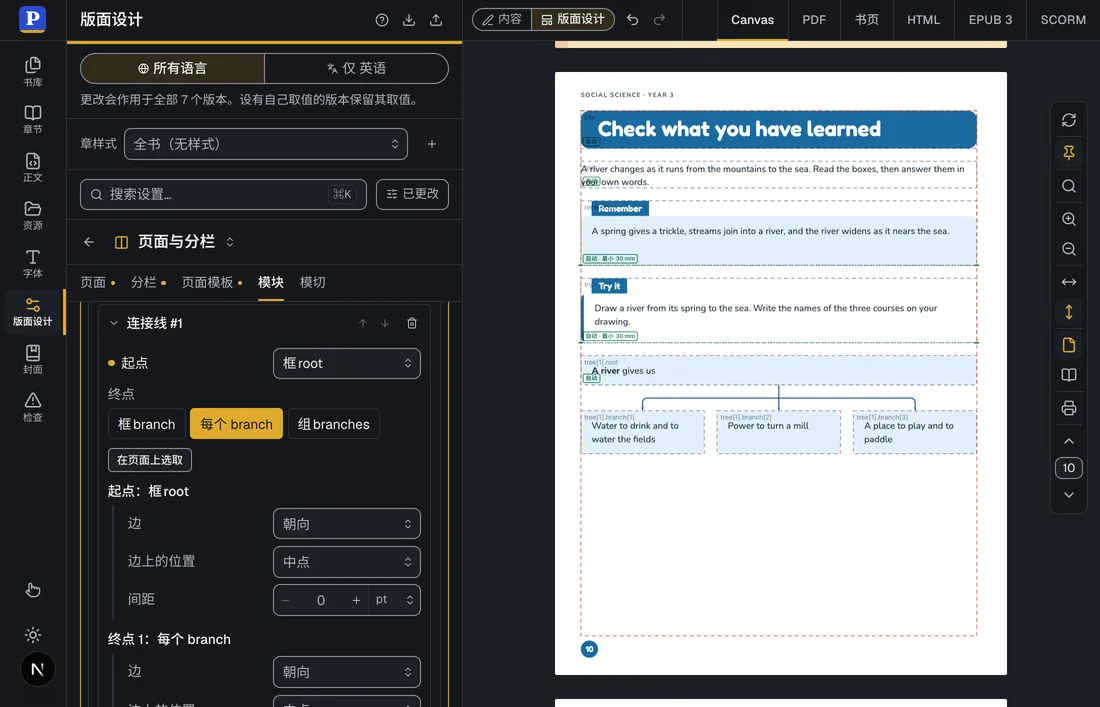 P
版面设计
内容
版面设计
Canvas
PDF
书页
HTML
EPUB 3
SCORM
书库
章节
正文
资源
字体
版面设计
封面
检查
N
所有语言
仅 英语
更改会作用于全部 7 个版本。设有自己取值的版本保留其取值。
章样式
全书（无样式）
搜索设置…
⌘K
已更改
页面与分栏
页面
分栏
页面模板
模块
模切
连接线 #1
起点
框 root
终点
框 branch
每个 branch
组 branches
在页面上选取
起点：框 root
边
朝向
边上的位置
中点
间距
− 0 + pt
终点 1：每个 branch
边
朝向
SOCIAL SCIENCE · YEAR 3
Check what you have learned
自动
A river changes as it runs from the mountains to the sea. Read the boxes, then answer them in
your own words.
Remember
A spring gives a trickle, streams join into a river, and the river widens as it nears the sea.
自动 · 最小 30 mm
Try it
Draw a river from its spring to the sea. Write the names of the three courses on your
drawing.
自动 · 最小 30 mm
tree[1].root
A river gives us
自动
tree[1].branch[1]
Water to drink and to
water the fields
tree[1].branch[2]
Power to turn a mill
tree[1].branch[3]
A place to play and to
paddle
10
10